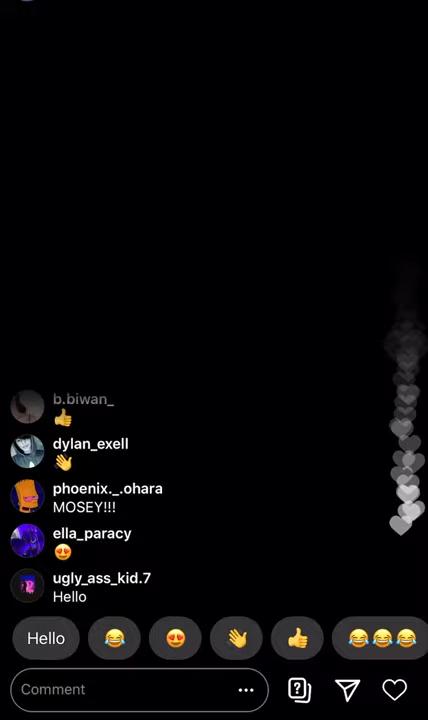 b.biwan_
👍
dylan_exell
👋
phoenix._.ohara
MOSEY!!!
ella_paracy
😍
ugly_ass_kid.7
Hello
Hello 😂 😍 👋 👍 😂😂😂
Comment